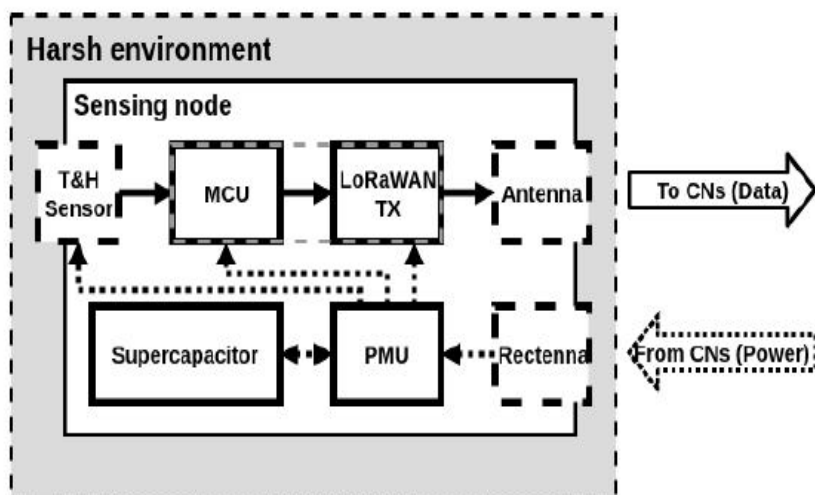 Harsh environment
Sensing node
T&H
Sensor
MCU
LoRaWAN
TX
Antenna
To CNs (Data)
Supercapacitor
PMU
Rectenna
From CNs (Power)